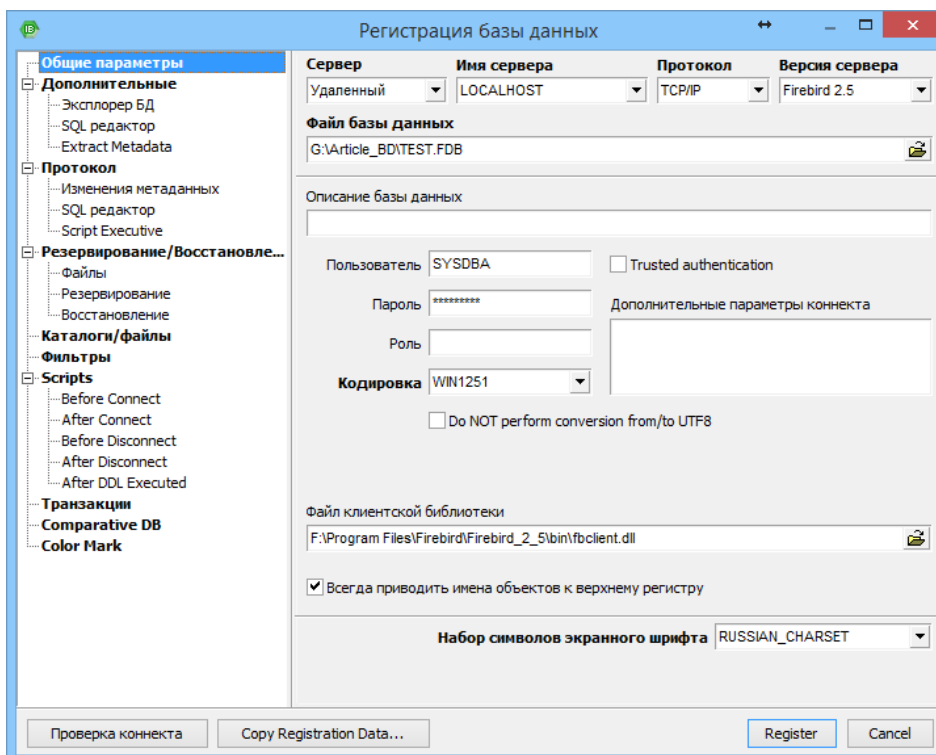 Регистрация базы данных
Общие параметры
Дополнительные
Эксплорер БД
SQL редактор
Extract Metadata
Протокол
Изменения метаданных
SQL редактор
Script Executive
Резервирование/Восстановле...
Файлы
Резервирование
Восстановление
Каталоги/файлы
Фильтры
Scripts
Before Connect
After Connect
Before Disconnect
After Disconnect
After DDL Executed
Транзакции
Comparative DB
Color Mark
Сервер Имя сервера Протокол Версия сервера
Удаленный LOCALHOST TCP/IP Firebird 2.5
Файл базы данных
G:\Article_BD\TEST.FDB
Описание базы данных
Пользователь SYSDBA Trusted authentication
Пароль ********* Дополнительные параметры коннекта
Роль
Кодировка WIN1251
Do NOT perform conversion from/to UTF8
Файл клиентской библиотеки
F:\Program Files\Firebird\Firebird_2_5\bin\fbclient.dll
Всегда приводить имена объектов к верхнему регистру
Набор символов экранного шрифта RUSSIAN_CHARSET
Проверка коннекта Copy Registration Data... Register Cancel